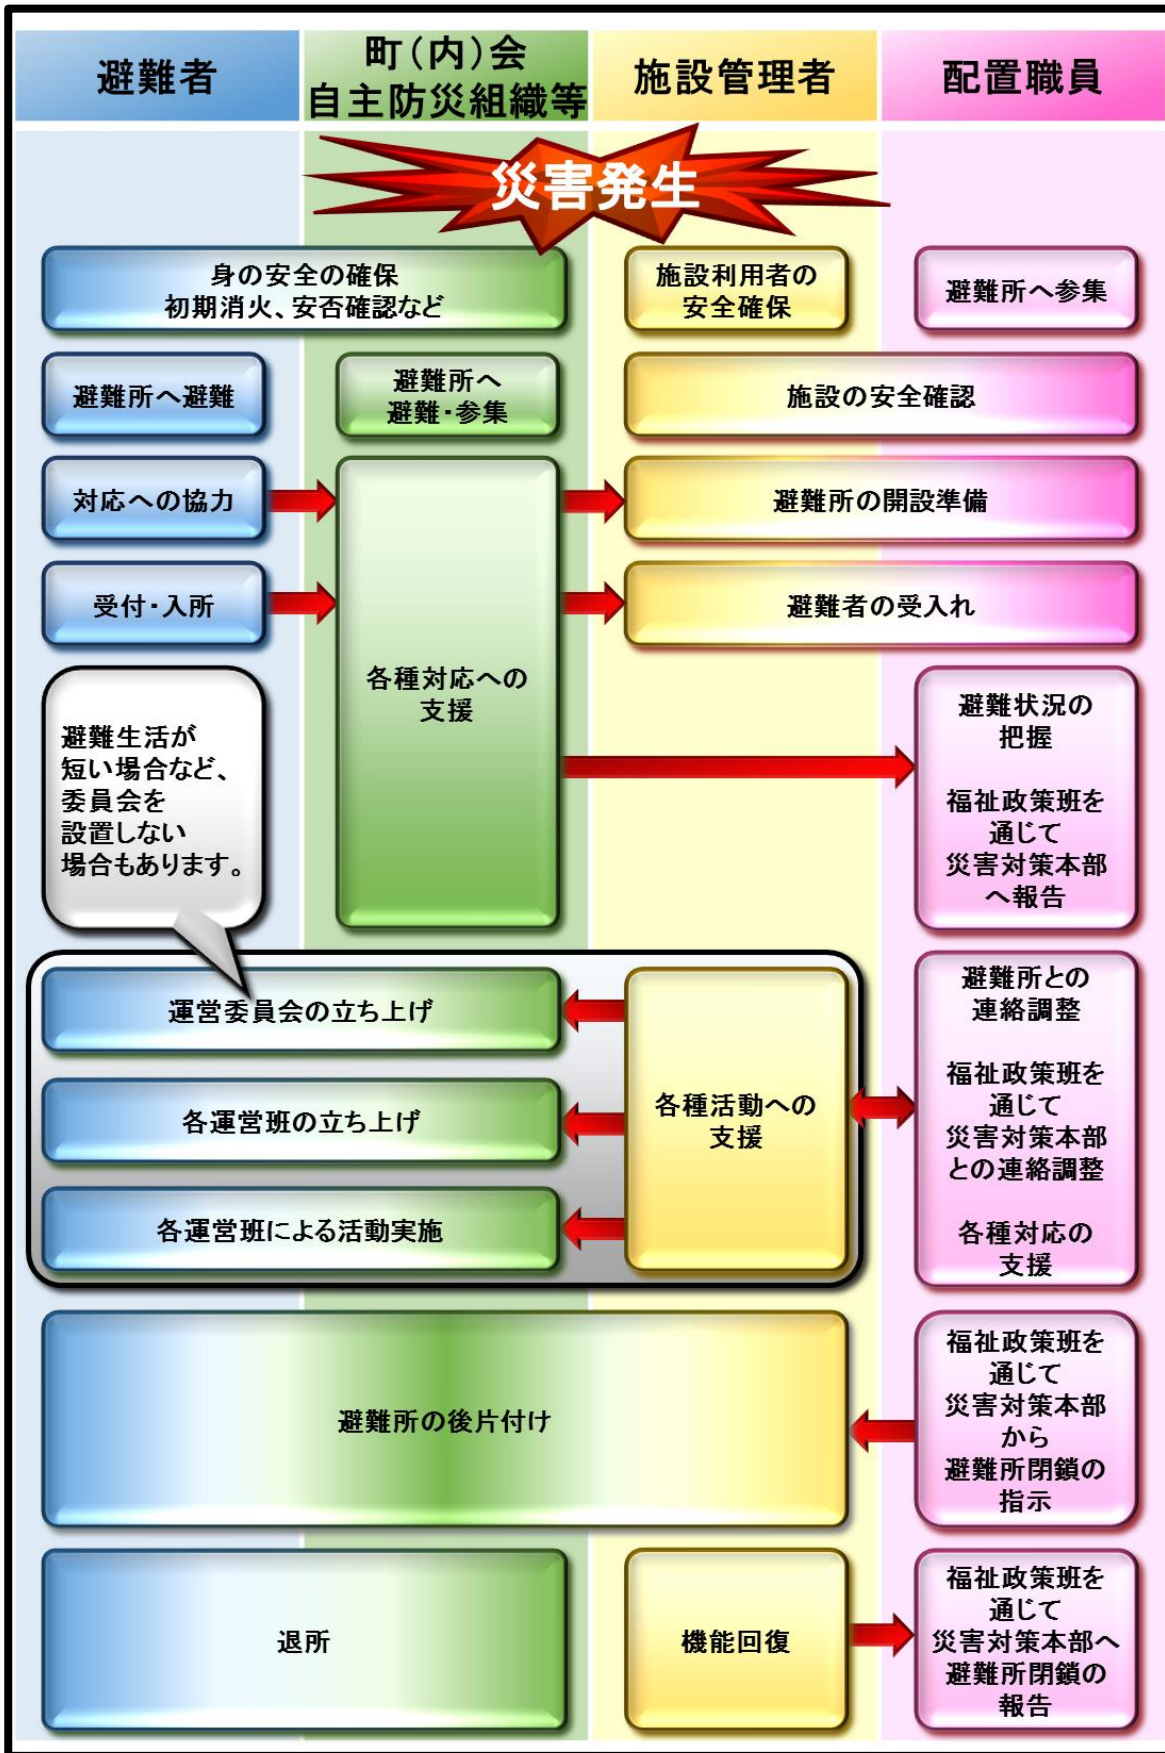 避難者
町(内)会
自主防災組織等
施設管理者
配置職員
災害発生
身の安全の確保
初期消火、安否確認など
施設利用者の
安全確保
避難所へ参集
避難所へ避難
避難所へ
避難・参集
施設の安全確認
対応への協力
避難所の開設準備
受付・入所
避難者の受入れ
各種対応への
支援
避難生活が
短い場合など、
委員会を
設置しない
場合もあります。
避難状況の
把握
福祉政策班を
通じて
災害対策本部
へ報告
運営委員会の立ち上げ
各運営班の立ち上げ
各運営班による活動実施
各種活動への
支援
避難所との
連絡調整
福祉政策班を
通じて
災害対策本部
との連絡調整
各種対応の
支援
避難所の後片付け
福祉政策班を
通じて
災害対策本部
から
避難所閉鎖の
指示
退所
機能回復
福祉政策班を
通じて
災害対策本部へ
避難所閉鎖の
報告